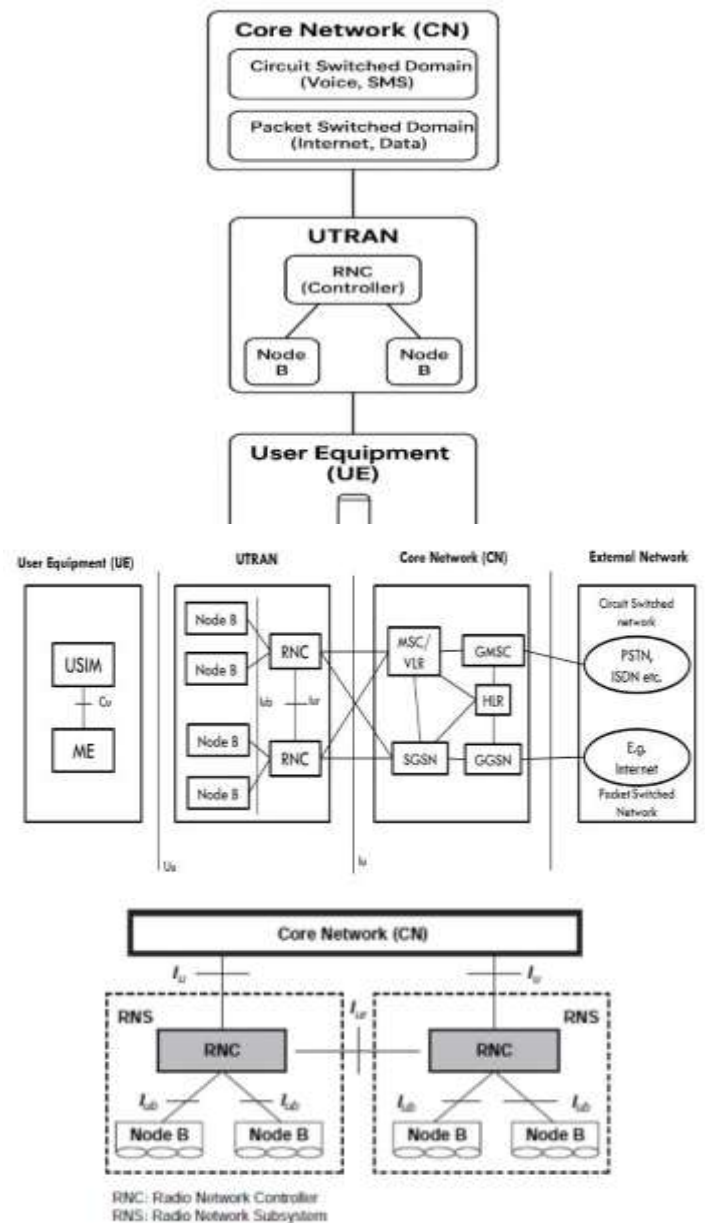 Core Network (CN)
Circuit Switched Domain
(Voice, SMS)
Packet Switched Domain
(Internet, Data)
UTRAN
RNC
(Controller)
Node
B
Node
B
User Equipment
(UE)
User Equipment (UE)
UTRAN
Core Network (CN)
External Network
USIM
Cu
ME
Uu
Node B
Node B
Node B
Node B
RNC
Iub
Iur
RNC
Iu
MSC/
VLR
GMSC
HLR
SGSN
GGSN
Circuit Switched
network
PSTN,
ISDN etc.
E.g.
Internet
Packet Switched
Network
Core Network (CN)
Iu
Iu
RNS
Iur
RNS
RNC
RNC
Iub
Iub
Iub
Iub
Node B
Node B
Node B
Node B
RNC: Radio Network Controller
RNS: Radio Network Subsystem